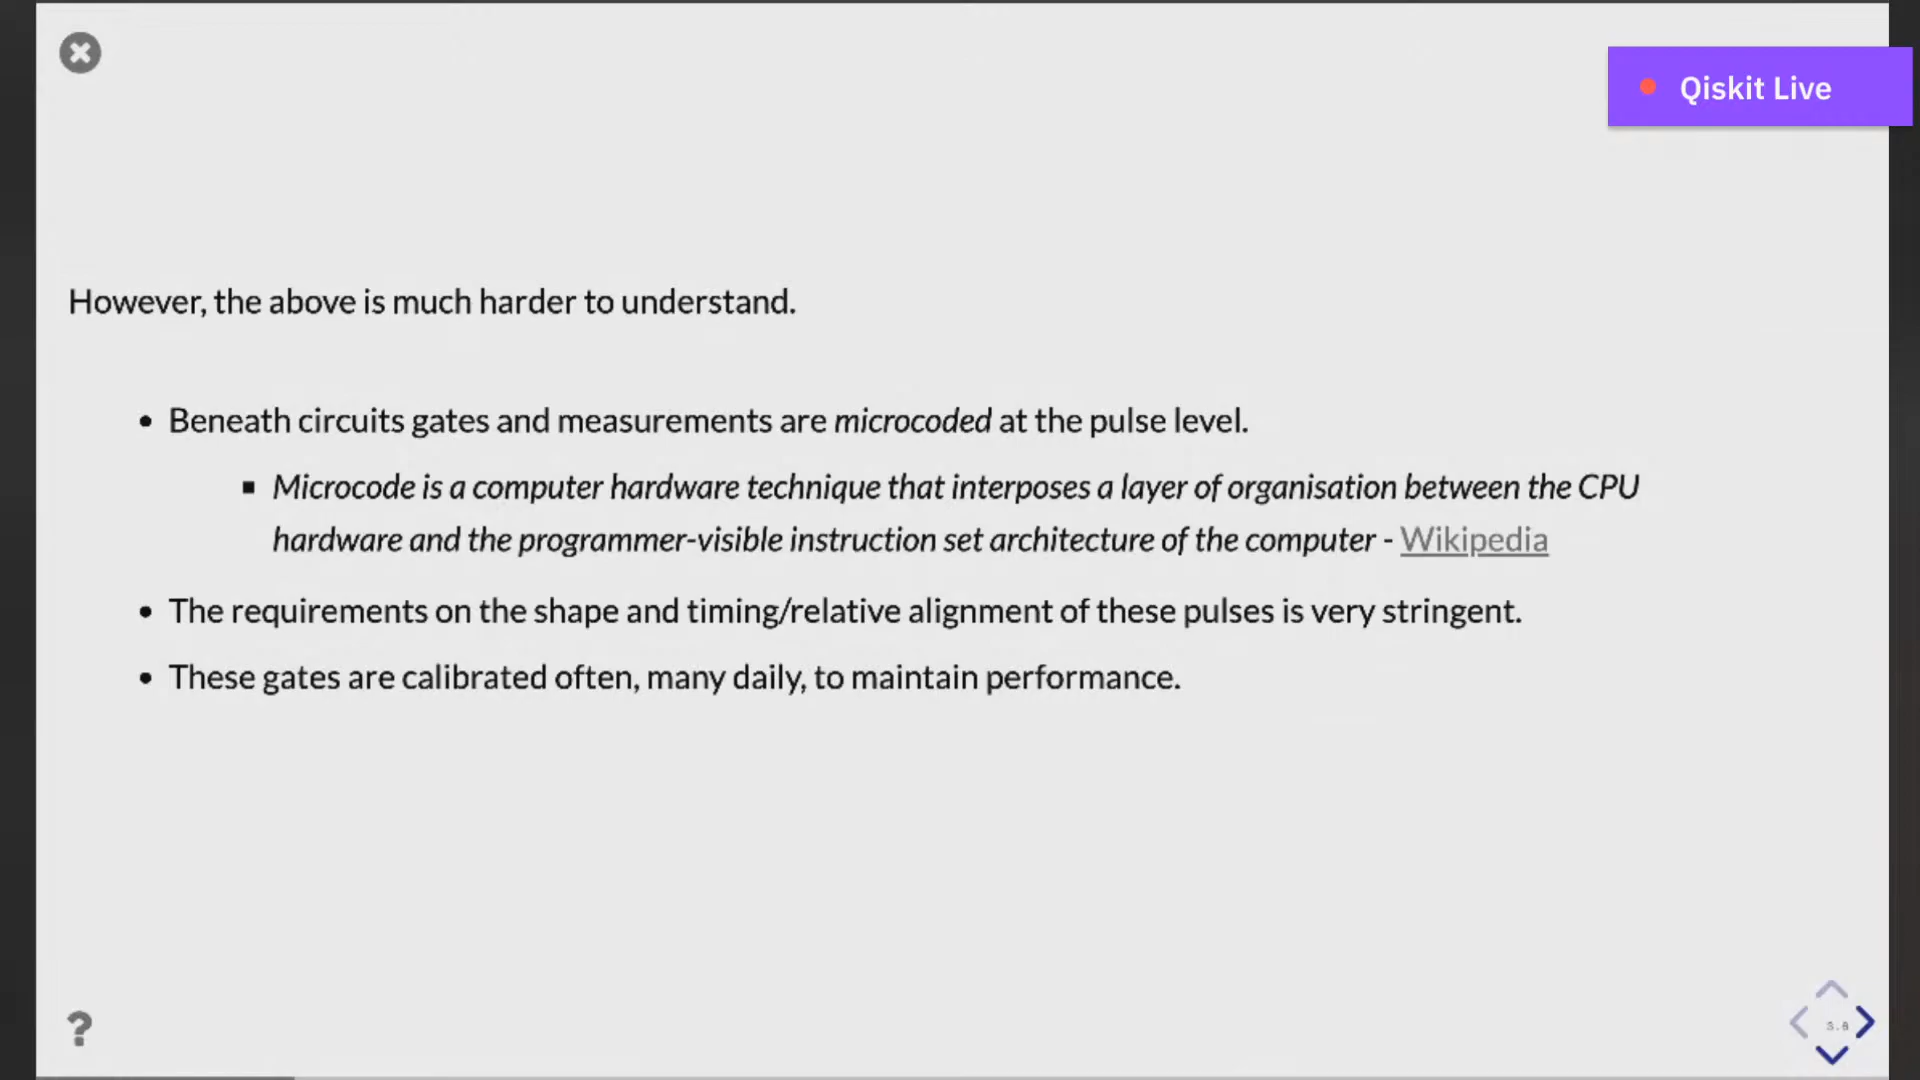 Qiskit Live
However, the above is much harder to understand.
Beneath circuits gates and measurements are microcoded at the pulse level.
Microcode is a computer hardware technique that interposes a layer of organisation between the CPU
hardware and the programmer-visible instruction set architecture of the computer - Wikipedia
The requirements on the shape and timing/relative alignment of these pulses is very stringent.
These gates are calibrated often, many daily, to maintain performance.
?